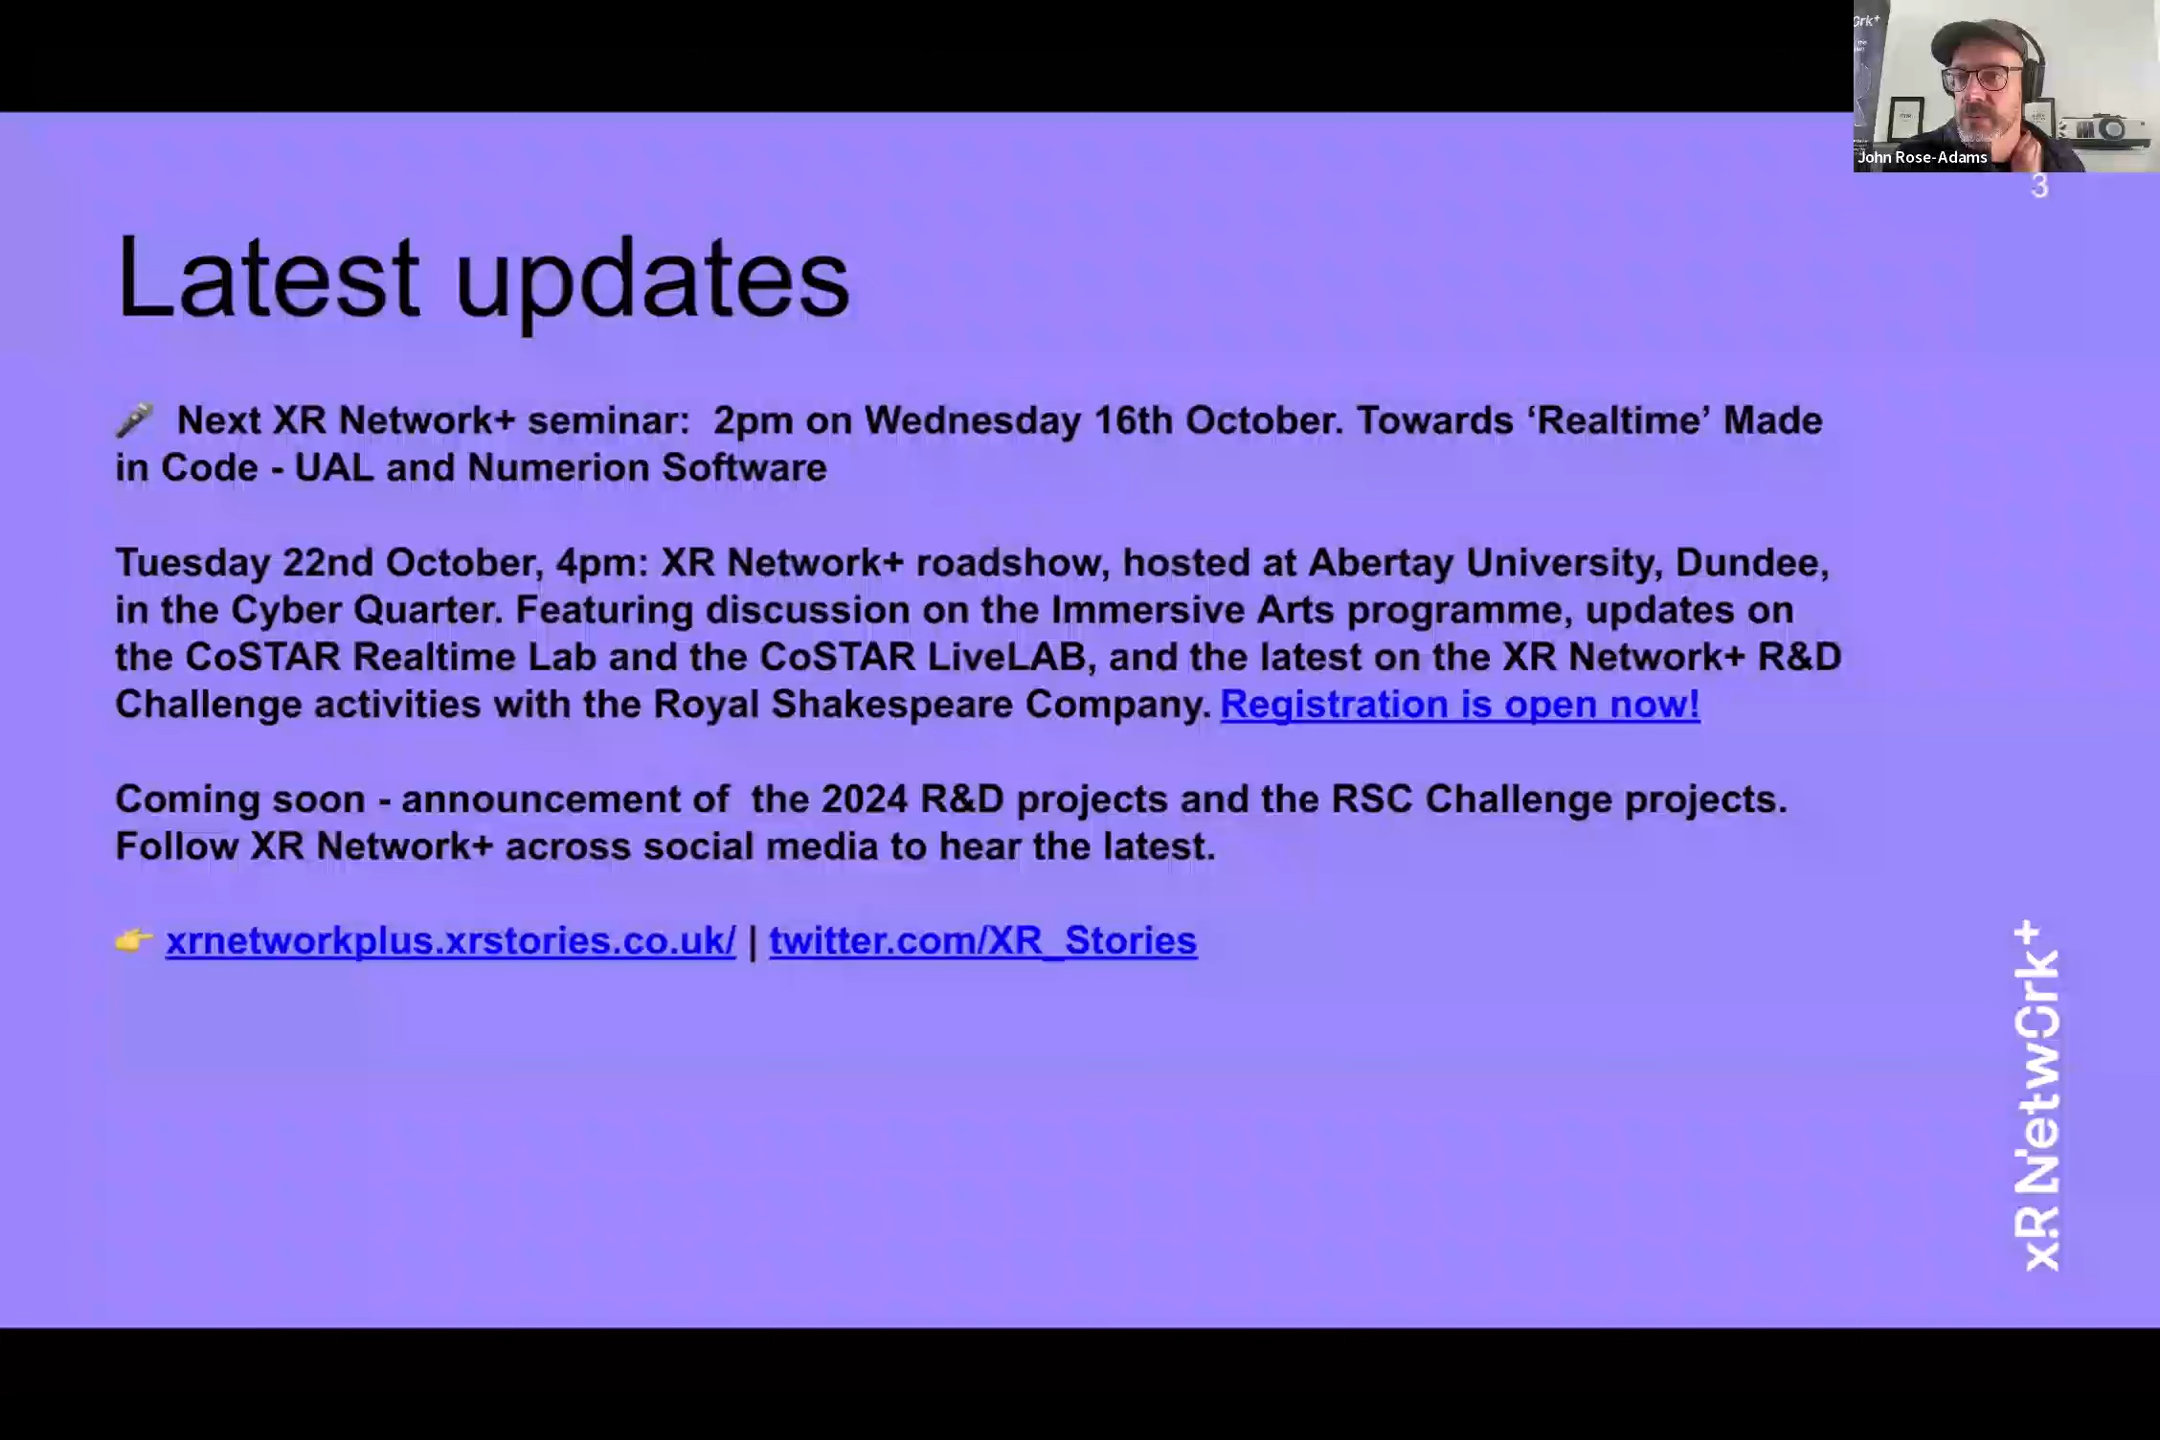 John Rose-Adams
3
Latest updates
🎤 Next XR Network+ seminar: 2pm on Wednesday 16th October. Towards ‘Realtime’ Made
in Code - UAL and Numerion Software
Tuesday 22nd October, 4pm: XR Network+ roadshow, hosted at Abertay University, Dundee,
in the Cyber Quarter. Featuring discussion on the Immersive Arts programme, updates on
the CoSTAR Realtime Lab and the CoSTAR LiveLAB, and the latest on the XR Network+ R&D
Challenge activities with the Royal Shakespeare Company. Registration is open now!
Coming soon - announcement of the 2024 R&D projects and the RSC Challenge projects.
Follow XR Network+ across social media to hear the latest.
👉 xrnetworkplus.xrstories.co.uk/ | twitter.com/XR_Stories
xR Network+